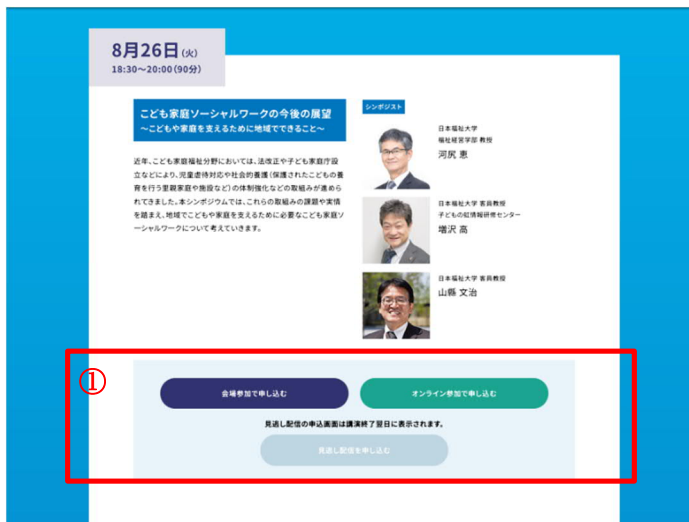 8月26日(火)
18:30〜20:00(90分)
こども家庭ソーシャルワークの今後の展望
〜こどもや家庭を支えるために地域でできること〜
近年、こども家庭福祉分野においては、法改正や子ども家庭庁設
立などにより、児童虐待対応や社会的養護(保護されたこどもの養
育を行う里親家庭や施設など)の体制強化などの取組みが進めら
れてきました。本シンポジウムでは、これらの取組みの課題や実情
を踏まえ、地域でこどもや家庭を支えるために必要なこども家庭ソ
ーシャルワークについて考えていきます。
シンポジスト
日本福祉大学
福祉経営学部 教授
河尻 恵
日本福祉大学 客員教授
子どもの虹情報研修センター
増沢 高
日本福祉大学 客員教授
山縣 文治
①
会場参加で申し込む
オンライン参加で申し込む
見逃し配信の申込画面は講演終了翌日に表示されます。
見逃し配信を申し込む